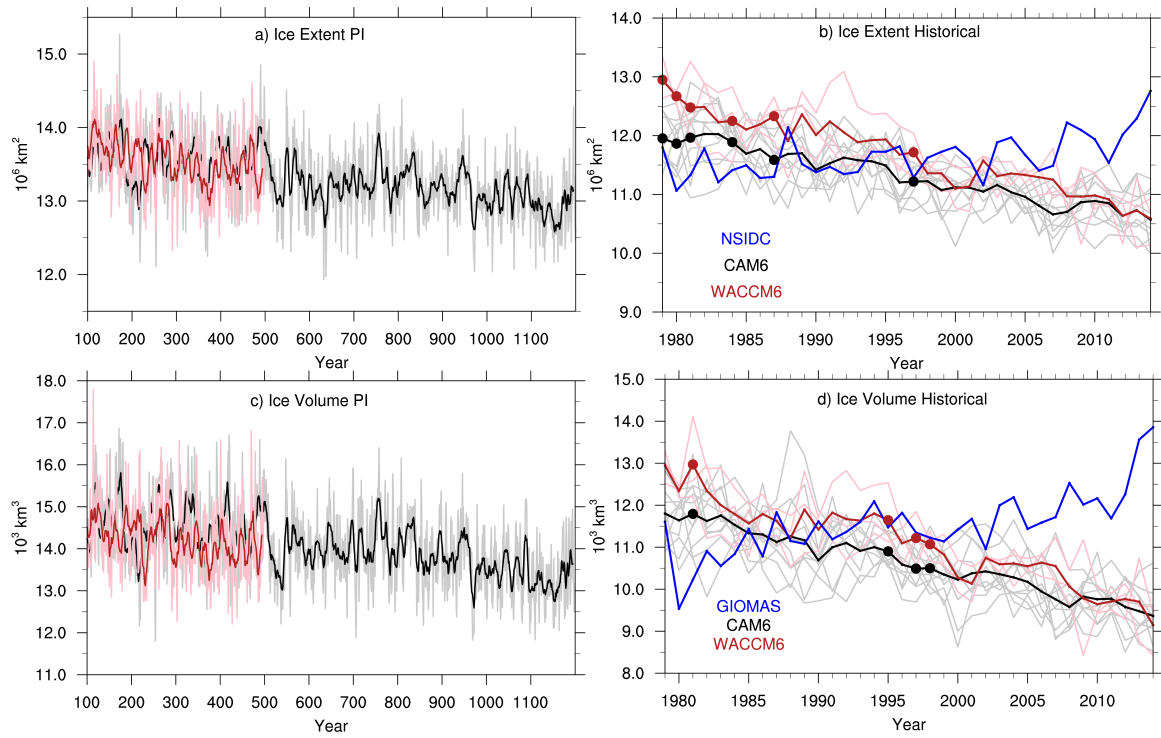 a) Ice Extent PI
15.0
14.0
13.0
12.0
10⁶ km²
100 200 300 400 500 600 700 800 900 1000 1100
Year
b) Ice Extent Historical
14.0
13.0
12.0
11.0
10.0
9.0
10⁶ km²
NSIDC
CAM6
WACCM6
1980 1985 1990 1995 2000 2005 2010
Year
c) Ice Volume PI
18.0
17.0
16.0
15.0
14.0
13.0
12.0
11.0
10³ km³
100 200 300 400 500 600 700 800 900 1000 1100
Year
d) Ice Volume Historical
15.0
14.0
13.0
12.0
11.0
10.0
9.0
8.0
10³ km³
GIOMAS
CAM6
WACCM6
1980 1985 1990 1995 2000 2005 2010
Year